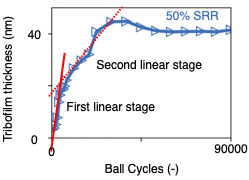 50% SRR
40
Tribofilm thickness (nm)
Second linear stage
First linear stage
0
0
90000
Ball Cycles (-)